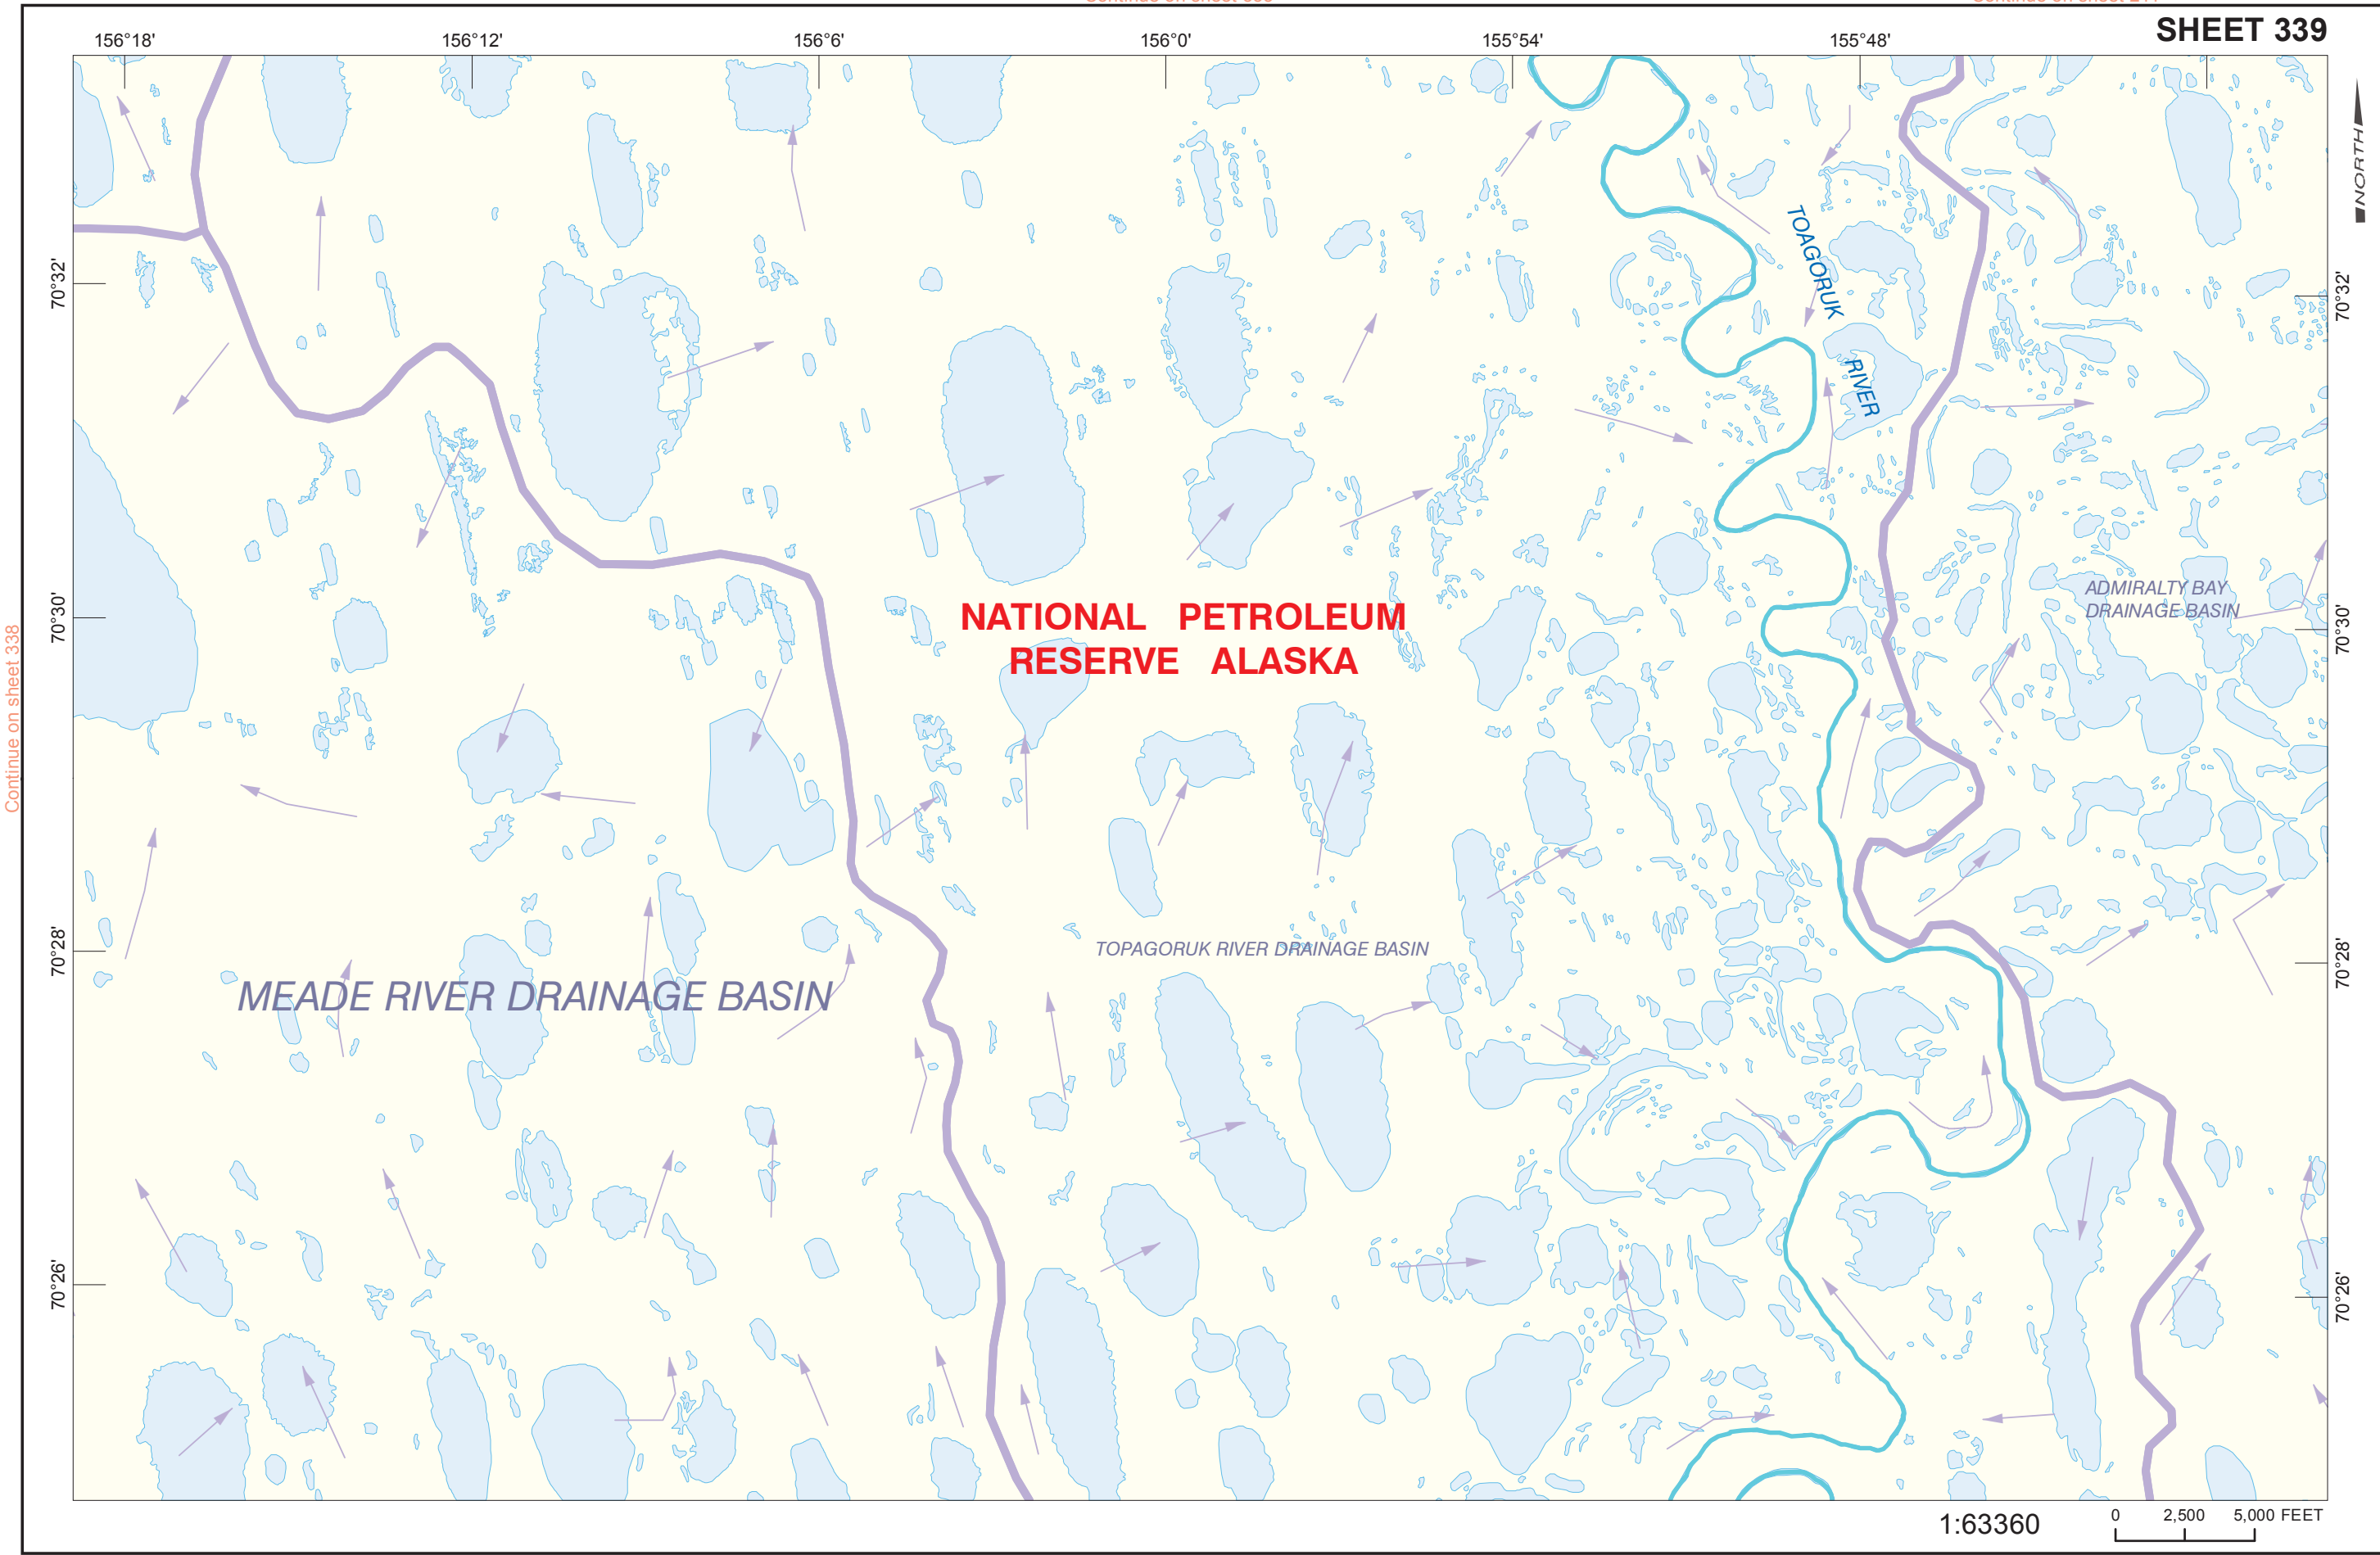 SHEET 339
156°18'
156°12'
156°6'
156°0'
155°54'
155°48'
NORTH
TOAGORUK
RIVER
70°32'
70°32'
ADMIRALTY BAY
DRAINAGE BASIN
NATIONAL PETROLEUM
RESERVE ALASKA
70°30'
70°30'
Continue on sheet 338
TOPAGORUK RIVER DRAINAGE BASIN
70°28'
70°28'
MEADE RIVER DRAINAGE BASIN
70°26'
70°26'
1:63360
0 2,500 5,000 FEET